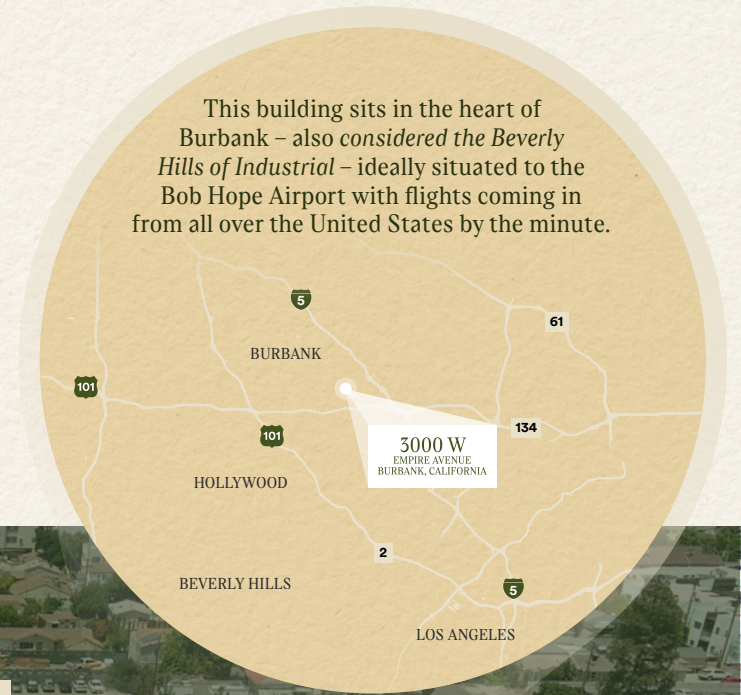 This building sits in the heart of
Burbank – also considered the Beverly
Hills of Industrial – ideally situated to the
Bob Hope Airport with flights coming in
from all over the United States by the minute.
5
61
BURBANK
101
134
101
3000 W
EMPIRE AVENUE
BURBANK, CALIFORNIA
HOLLYWOOD
2
BEVERLY HILLS
5
LOS ANGELES